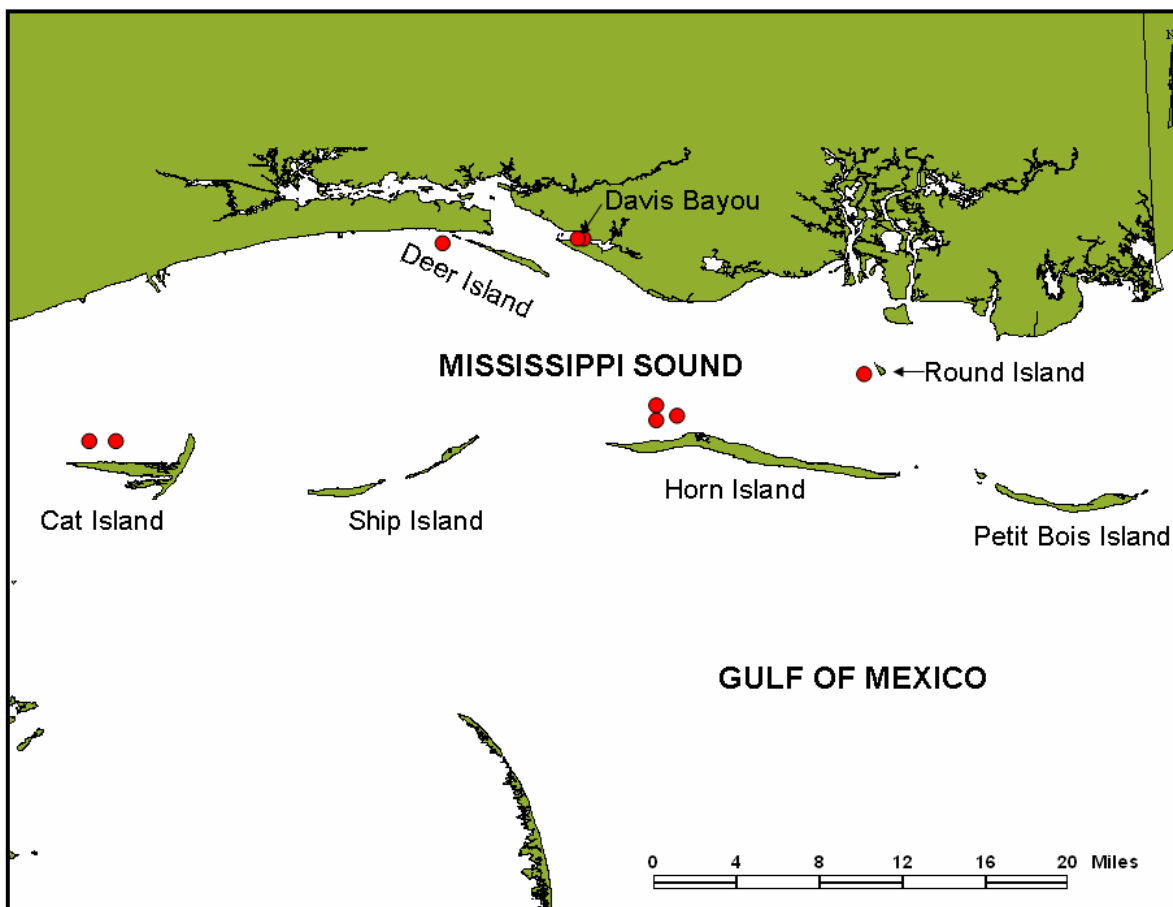 N
Davis Bayou
Deer Island
MISSISSIPPI SOUND
Round Island
Cat Island
Ship Island
Horn Island
Petit Bois Island
GULF OF MEXICO
0 4 8 12 16 20 Miles